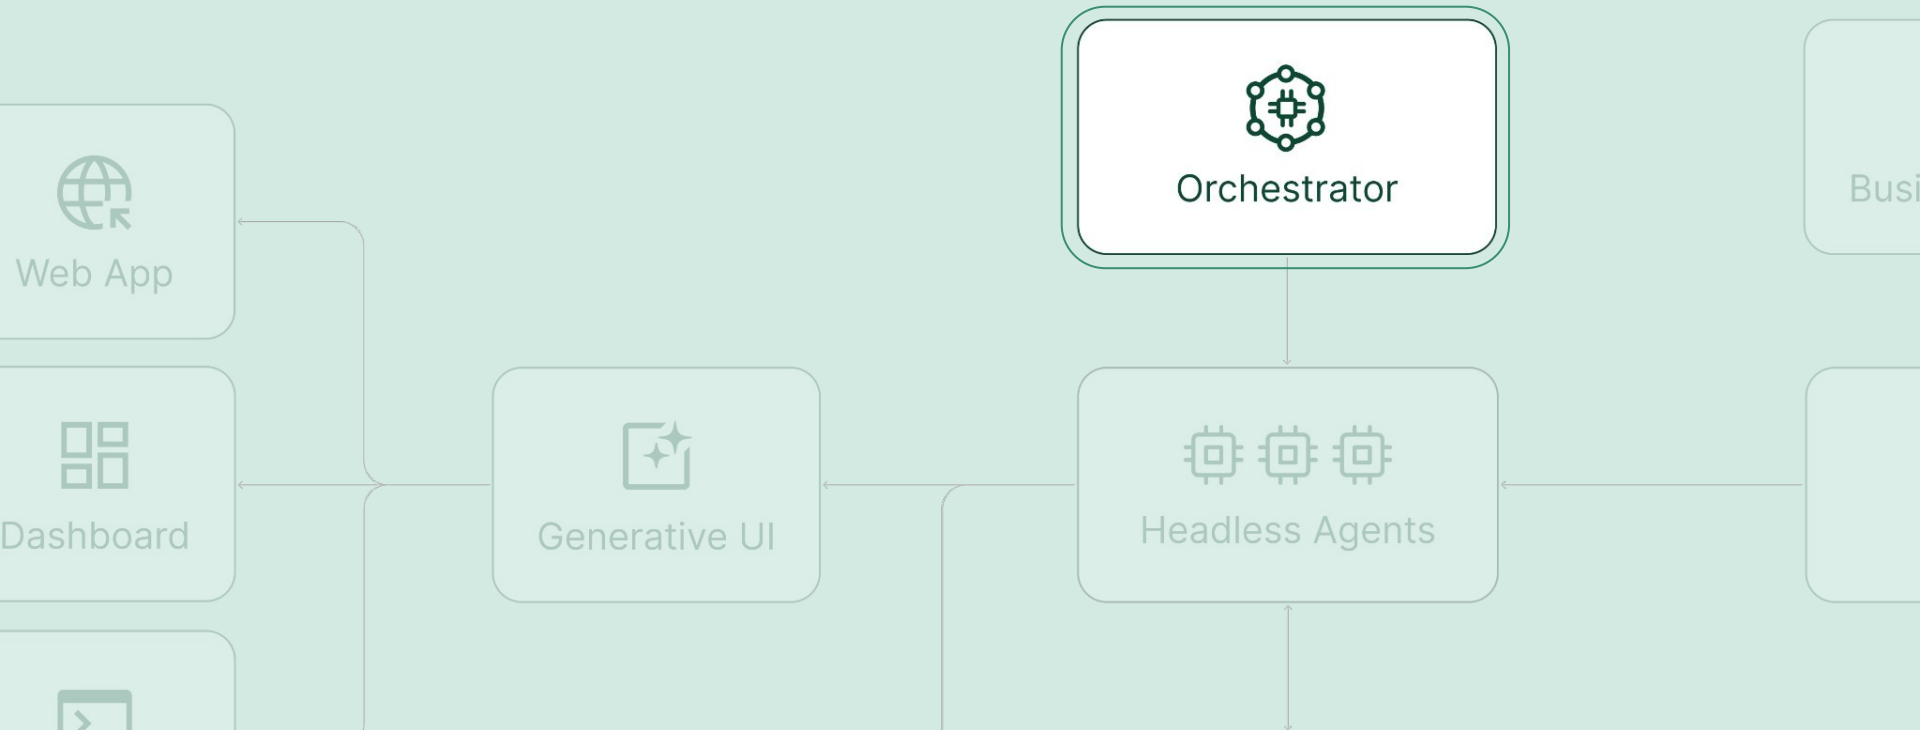 Orchestrator
Web App
Dashboard
Generative UI
Headless Agents